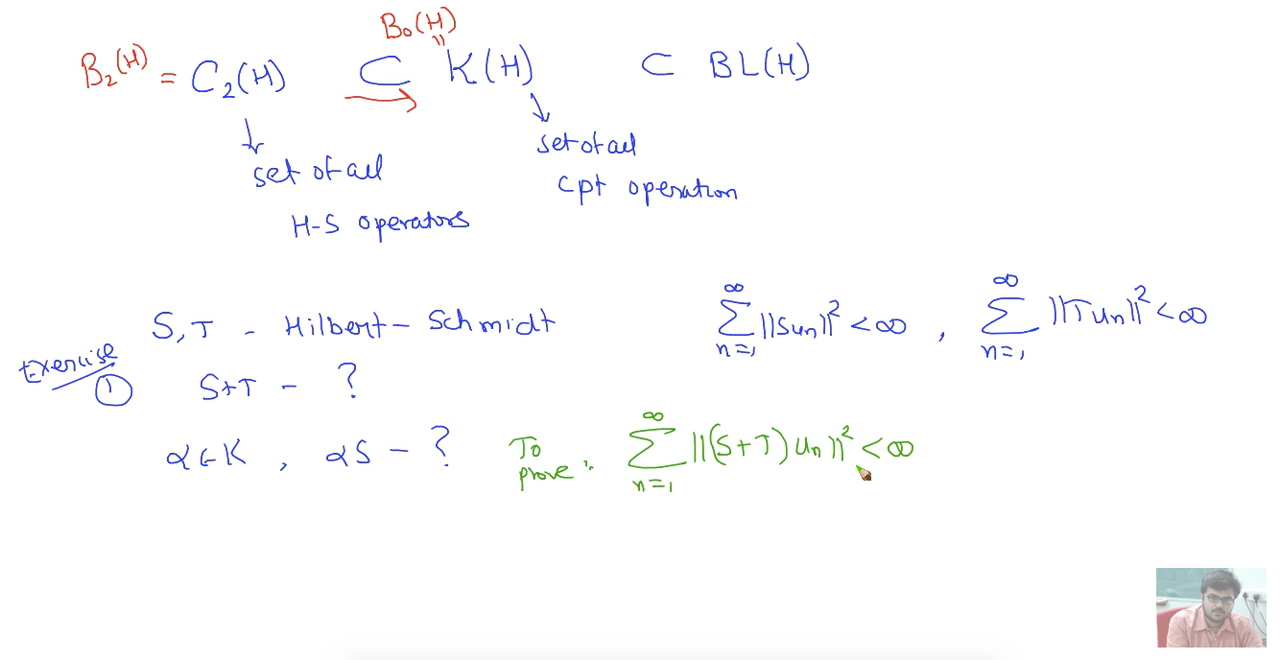 B₀(H)
B₂(H) = C₂(H) ⊂ K(H) ⊂ BL(H)
=
set of all
H-S operators
set of all
cpt operation
S, T - Hilbert-Schmidt
∑_{n=1}^{∞} ||Sun||² < ∞ , ∑_{n=1}^{∞} ||Tun||² < ∞
Exercise
① S+T - ?
α ∈ K , αS - ?
To prove : ∑_{n=1}^{∞} ||(S+T) un||² < ∞